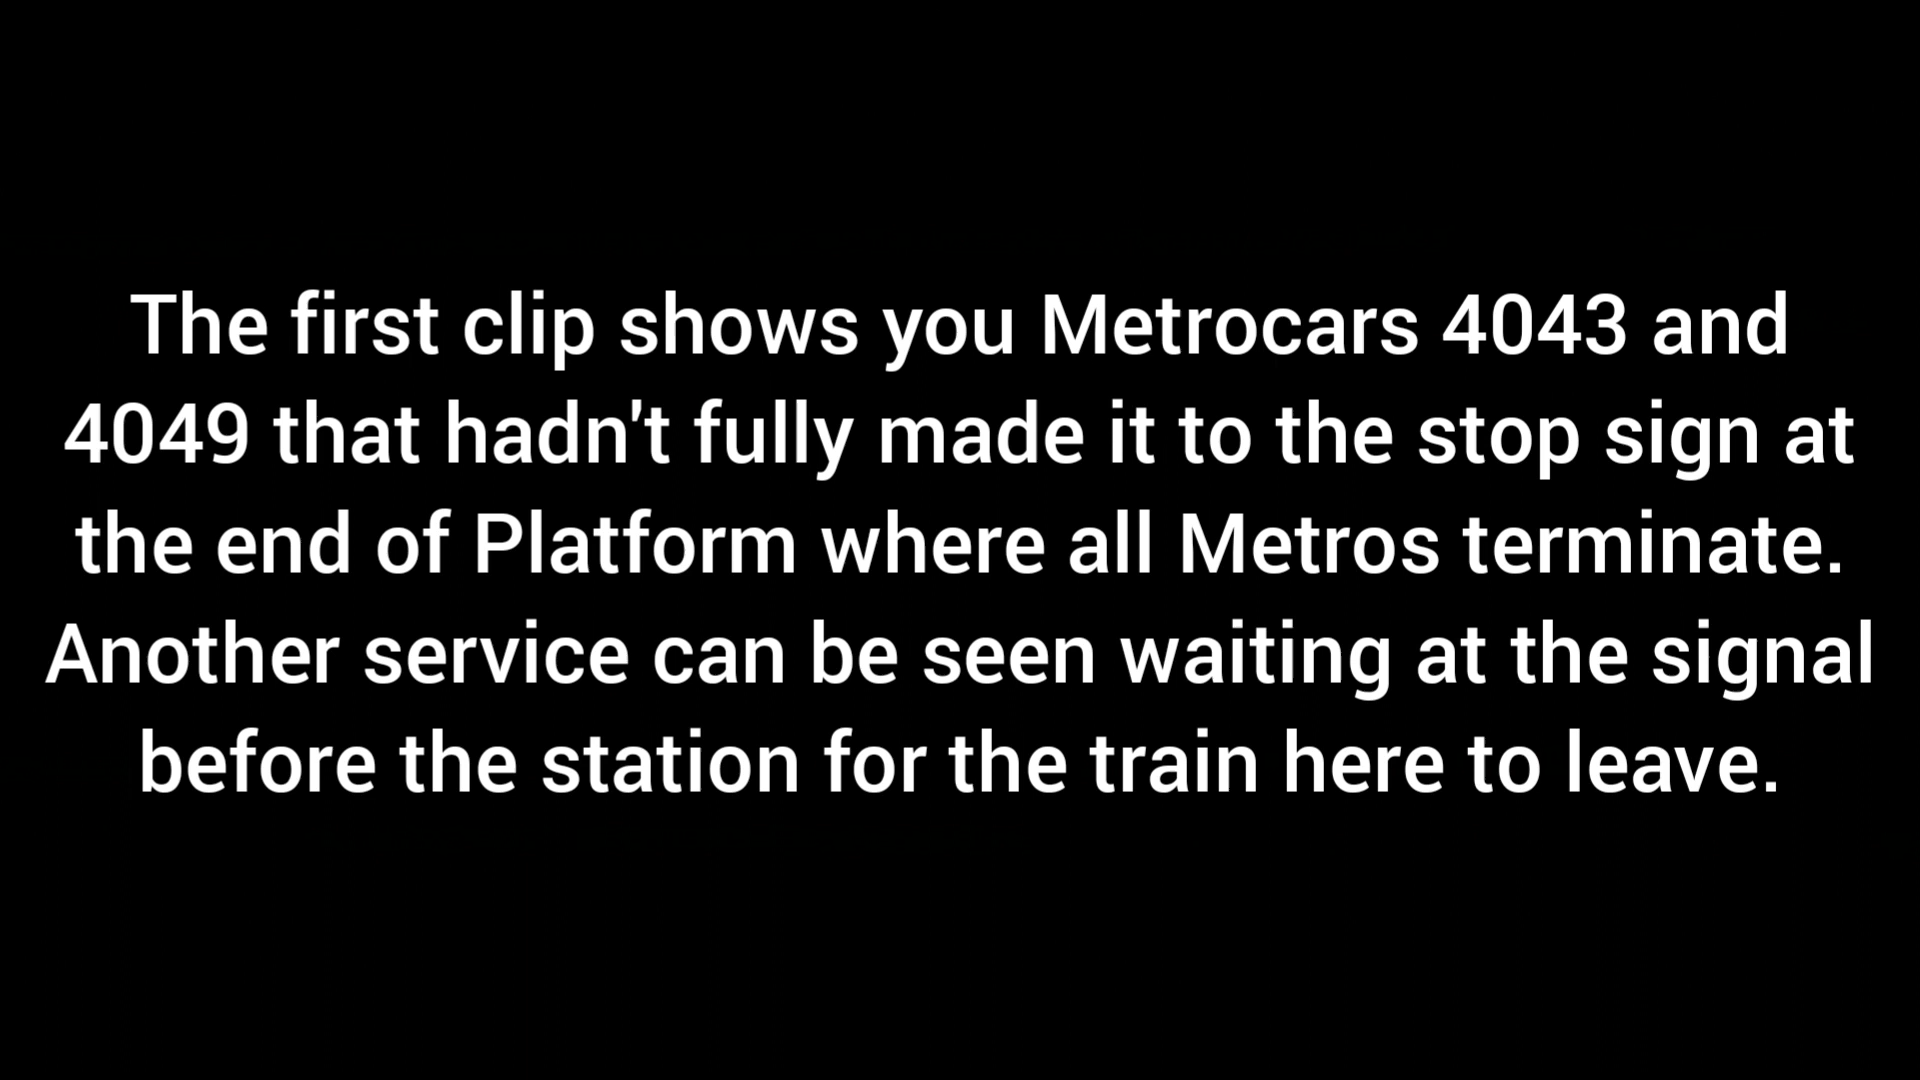 The first clip shows you Metrocars 4043 and
4049 that hadn't fully made it to the stop sign at
the end of Platform where all Metros terminate.
Another service can be seen waiting at the signal
before the station for the train here to leave.